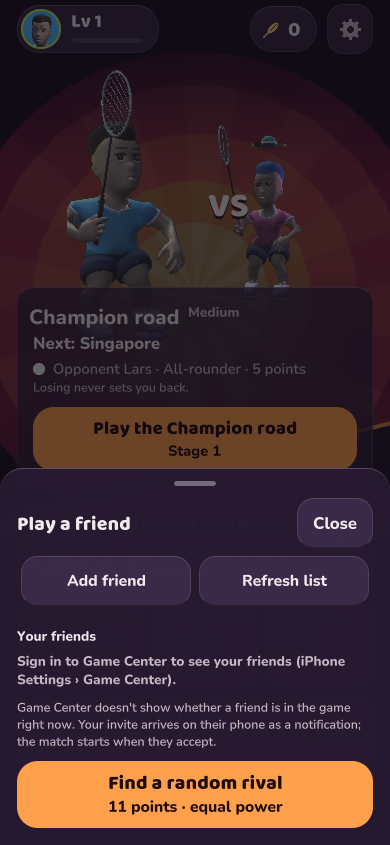 Lv 1
0
VS
Champion road Medium
Next: Singapore
Opponent Lars · All-rounder · 5 points
Losing never sets you back.
Play the Champion road
Stage 1
Play a friend
Close
Add friend
Refresh list
Your friends
Sign in to Game Center to see your friends (iPhone
Settings › Game Center).
Game Center doesn't show whether a friend is in the game
right now. Your invite arrives on their phone as a notification;
the match starts when they accept.
Find a random rival
11 points · equal power